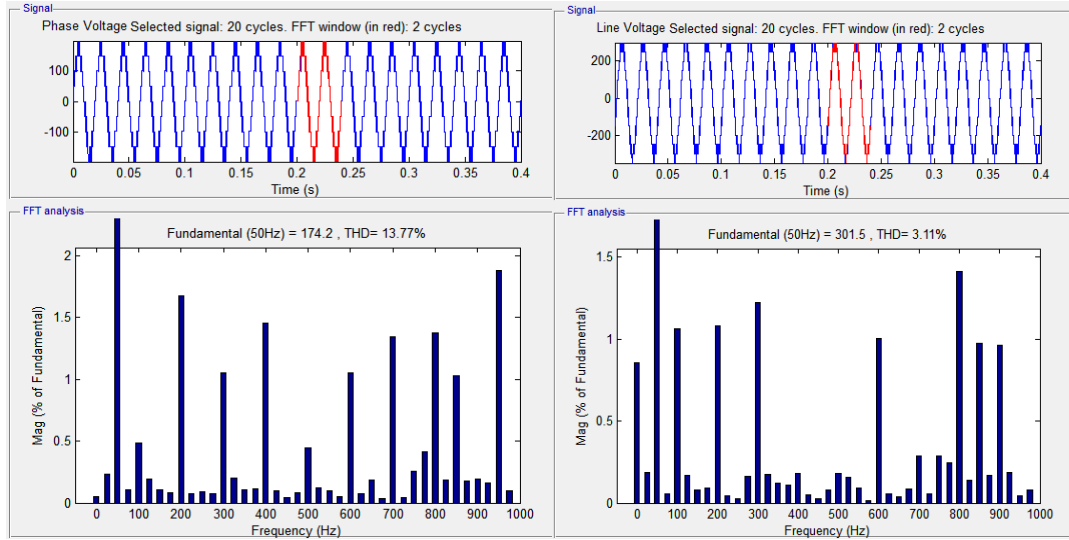 Signal
Phase Voltage Selected signal: 20 cycles. FFT window (in red): 2 cycles
100
0
-100
0 0.05 0.1 0.15 0.2 0.25 0.3 0.35 0.4
Time (s)
FFT analysis
Fundamental (50Hz) = 174.2 , THD= 13.77%
Mag (% of Fundamental)
2
1.5
1
0.5
0
0 100 200 300 400 500 600 700 800 900 1000
Frequency (Hz)
Signal
Line Voltage Selected signal: 20 cycles. FFT window (in red): 2 cycles
200
0
-200
0 0.05 0.1 0.15 0.2 0.25 0.3 0.35 0.4
Time (s)
FFT analysis
Fundamental (50Hz) = 301.5 , THD= 3.11%
Mag (% of Fundamental)
1.5
1
0.5
0
0 100 200 300 400 500 600 700 800 900 1000
Frequency (Hz)